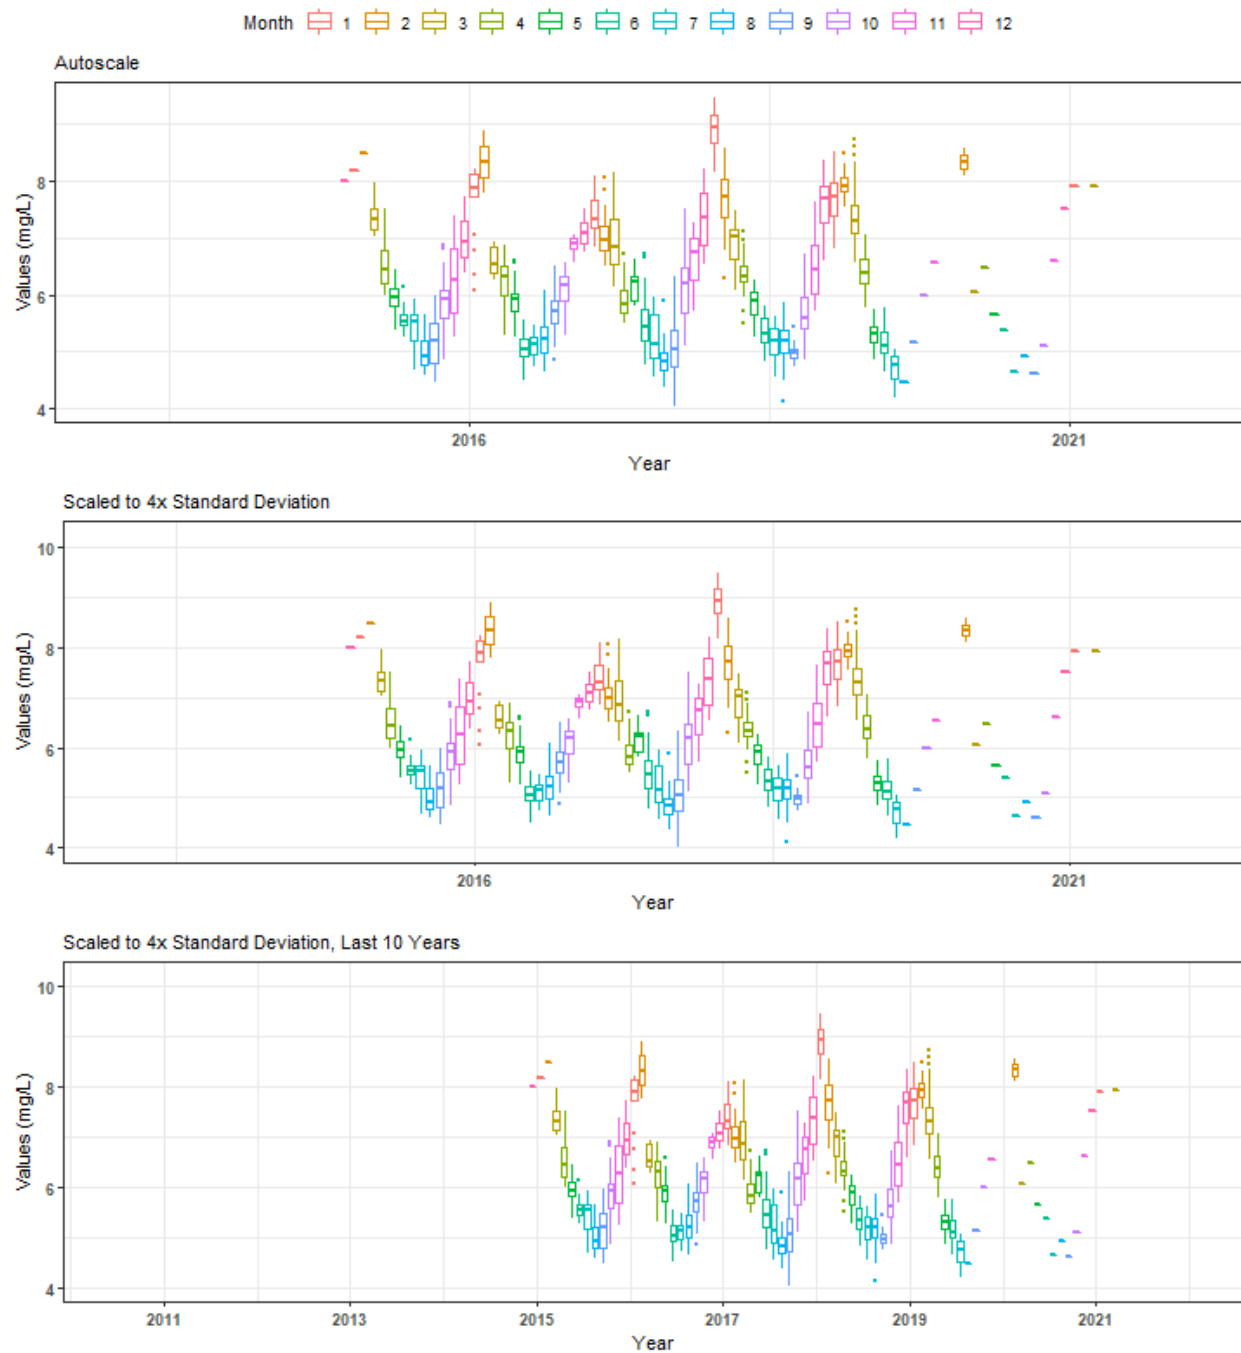 Month 1 2 3 4 5 6 7 8 9 10 11 12
Autoscale
Values (mg/L)
8
6
4
2016 2021
Year
Scaled to 4x Standard Deviation
Values (mg/L)
10
8
6
4
2016 2021
Year
Scaled to 4x Standard Deviation, Last 10 Years
Values (mg/L)
10
8
6
4
2011 2013 2015 2017 2019 2021
Year